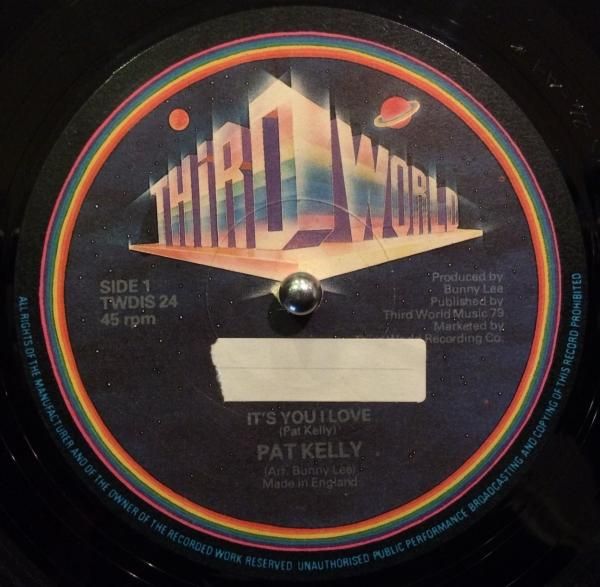 THiRD WORLD
SIDE 1
TWDIS 24
45 rpm
Produced by
Bunny Lee
Published by
Third World Music 79
Marketed by
World Recording Co.
IT'S YOU I LOVE
(Pat Kelly)
PAT KELLY
(Arr. Bunny Lee)
Made in England
ALL RIGHTS OF THE MANUFACTURER AND OF THE OWNER OF THE RECORDED WORK RESERVED UNAUTHORISED PUBLIC PERFORMANCE BROADCASTING AND COPYING OF THIS RECORD PROHIBITED